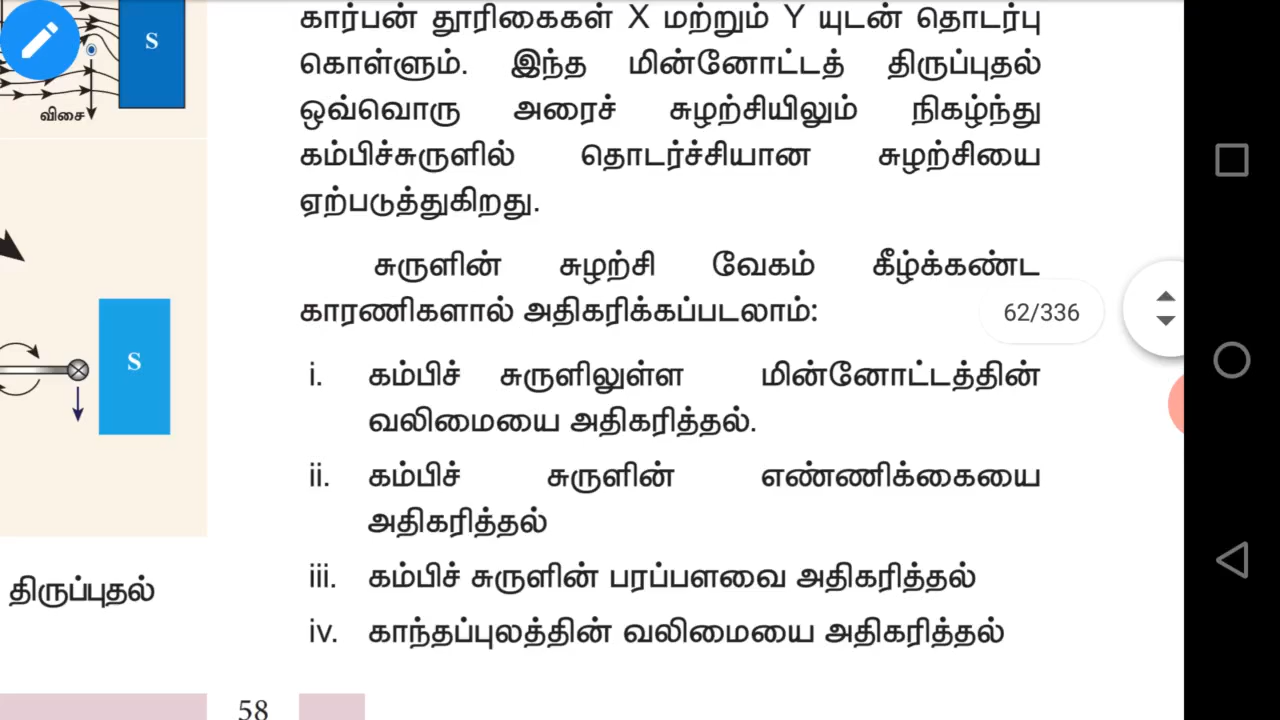 S
விசை
S
திருப்புதல்
கார்பன் தூரிகைகள் X மற்றும் Y யுடன் தொடர்பு
கொள்ளும். இந்த மின்னோட்டத் திருப்புதல்
ஒவ்வொரு அரைச் சுழற்சியிலும் நிகழ்ந்து
கம்பிச்சுருளில் தொடர்ச்சியான சுழற்சியை
ஏற்படுத்துகிறது.
சுருளின் சுழற்சி வேகம் கீழ்க்கண்ட
காரணிகளால் அதிகரிக்கப்படலாம்:
i. கம்பிச் சுருளிலுள்ள மின்னோட்டத்தின்
வலிமையை அதிகரித்தல்.
ii. கம்பிச் சுருளின் எண்ணிக்கையை
அதிகரித்தல்
iii. கம்பிச் சுருளின் பரப்பளவை அதிகரித்தல்
iv. காந்தப்புலத்தின் வலிமையை அதிகரித்தல்
58
62/336